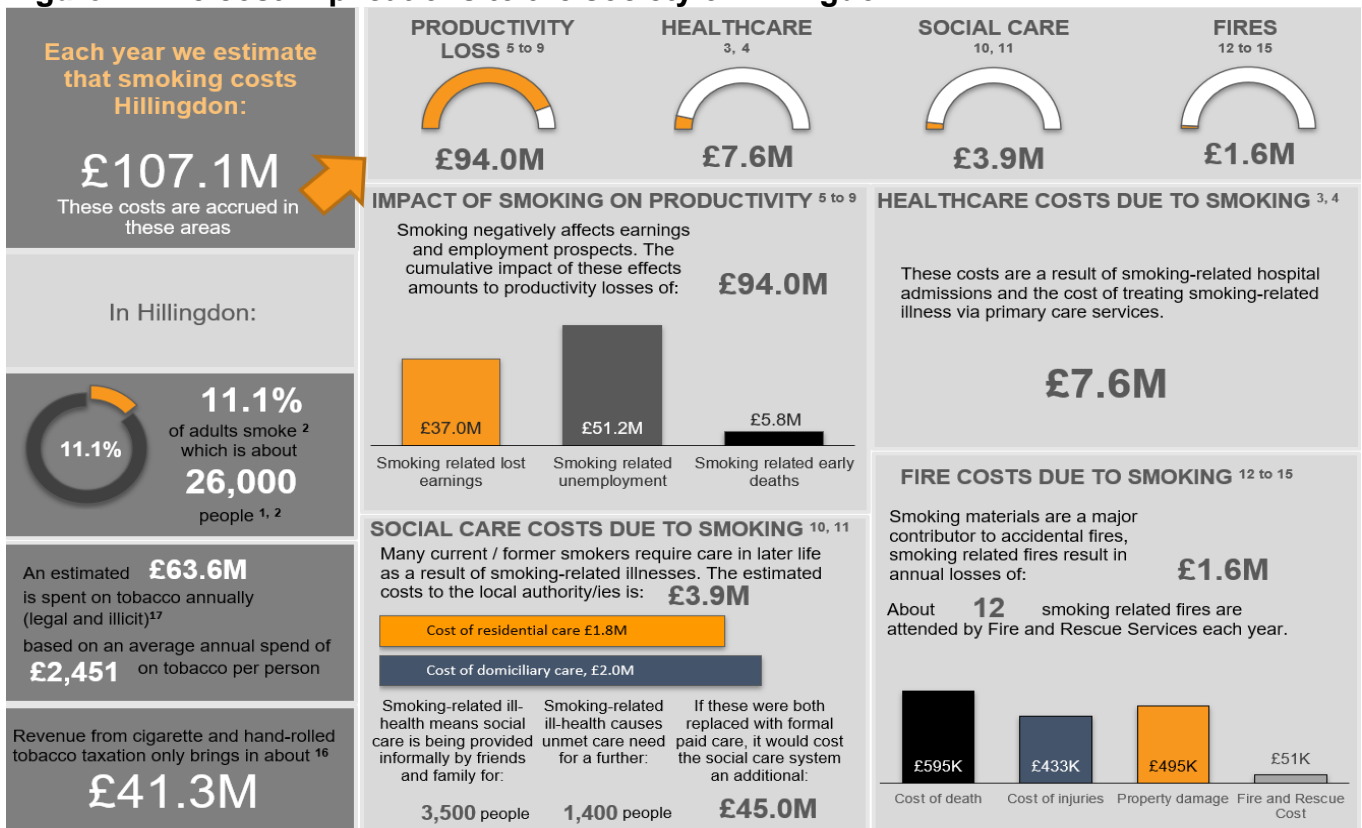 Each year we estimate
that smoking costs
Hillingdon:
£107.1M
These costs are accrued in
these areas
In Hillingdon:
11.1%
11.1%
of adults smoke 2
which is about
26,000
people 1, 2
An estimated £63.6M
is spent on tobacco annually
(legal and illicit)17
based on an average annual spend of
£2,451 on tobacco per person
Revenue from cigarette and hand-rolled
tobacco taxation only brings in about 16
£41.3M
PRODUCTIVITY
LOSS 5 to 9
£94.0M
HEALTHCARE
3, 4
£7.6M
SOCIAL CARE
10, 11
£3.9M
FIRES
12 to 15
£1.6M
IMPACT OF SMOKING ON PRODUCTIVITY 5 to 9
Smoking negatively affects earnings
and employment prospects. The
cumulative impact of these effects
amounts to productivity losses of:
£94.0M
£37.0M
£51.2M
£5.8M
Smoking related lost
earnings
Smoking related
unemployment
Smoking related early
deaths
HEALTHCARE COSTS DUE TO SMOKING 3, 4
These costs are a result of smoking-related hospital
admissions and the cost of treating smoking-related
illness via primary care services.
£7.6M
SOCIAL CARE COSTS DUE TO SMOKING 10, 11
Many current / former smokers require care in later life
as a result of smoking-related illnesses. The estimated
costs to the local authority/ies is: £3.9M
Cost of residential care £1.8M
Cost of domiciliary care, £2.0M
Smoking-related ill-
health means social
care is being provided
informally by friends
and family for:
3,500 people
Smoking-related
ill-health causes
unmet care need
for a further:
1,400 people
If these were both
replaced with formal
paid care, it would cost
the social care system
an additional:
£45.0M
FIRE COSTS DUE TO SMOKING 12 to 15
Smoking materials are a major
contributor to accidental fires,
smoking related fires result in
annual losses of:
£1.6M
About 12 smoking related fires are
attended by Fire and Rescue Services each year.
£595K
£433K
£495K
£51K
Cost of death
Cost of injuries
Property damage
Fire and Rescue
Cost